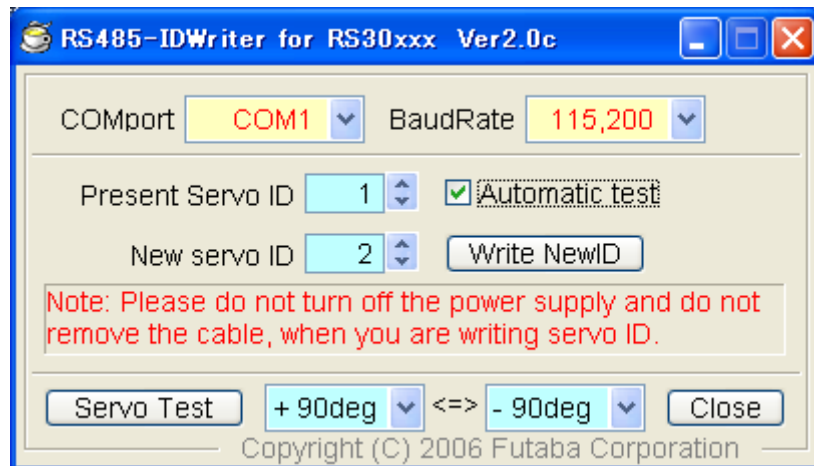 RS485-IDWriter for RS30xxx Ver2.0c
COMport COM1 BaudRate 115,200
Present Servo ID 1 Automatic test
New servo ID 2 Write NewID
Note: Please do not turn off the power supply and do not
remove the cable, when you are writing servo ID.
Servo Test + 90deg <=> - 90deg Close
Copyright (C) 2006 Futaba Corporation